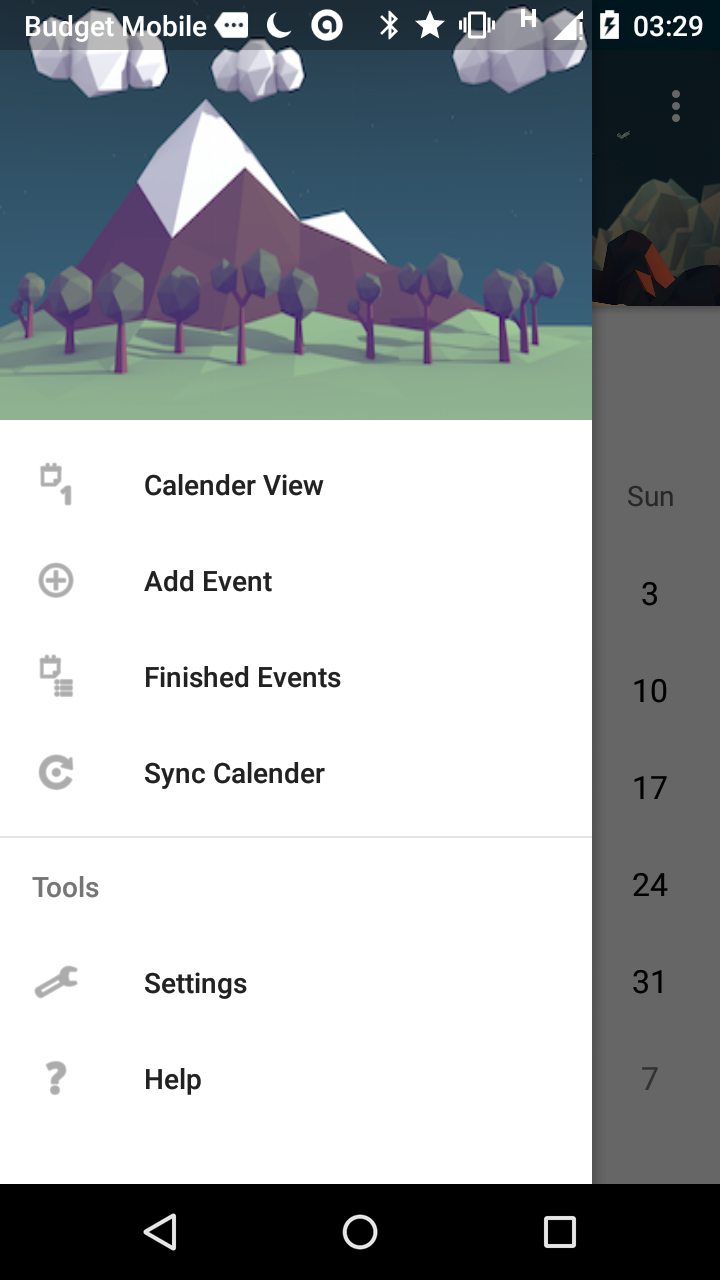 Budget Mobile H 03:29
Calender View
Add Event
Finished Events
Sync Calender
Tools
Settings
Help
Sun
3
10
17
24
31
7